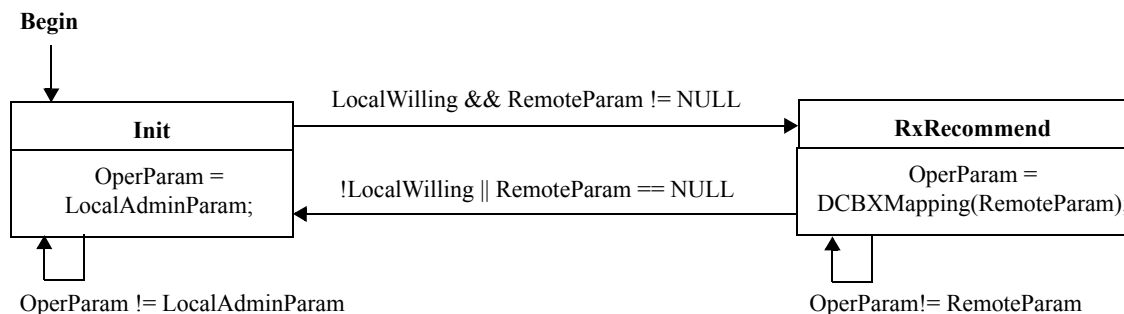 Begin
LocalWilling && RemoteParam != NULL
Init
RxRecommend
OperParam =
LocalAdminParam;
!LocalWilling || RemoteParam == NULL
OperParam =
DCBXMapping(RemoteParam);
OperParam != LocalAdminParam
OperParam!= RemoteParam